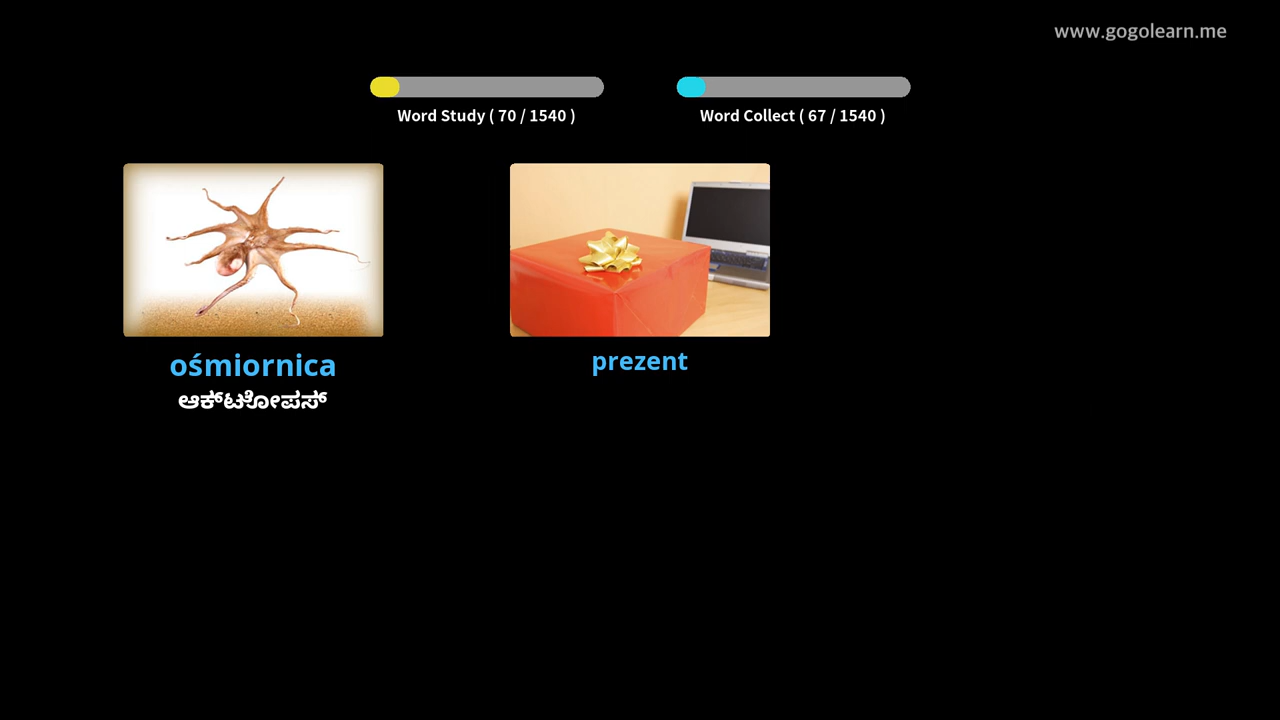 www.gogolearn.me
Word Study ( 70 / 1540 )
Word Collect ( 67 / 1540 )
ośmiornica
ಆಕ್ಟೋಪಸ್
prezent